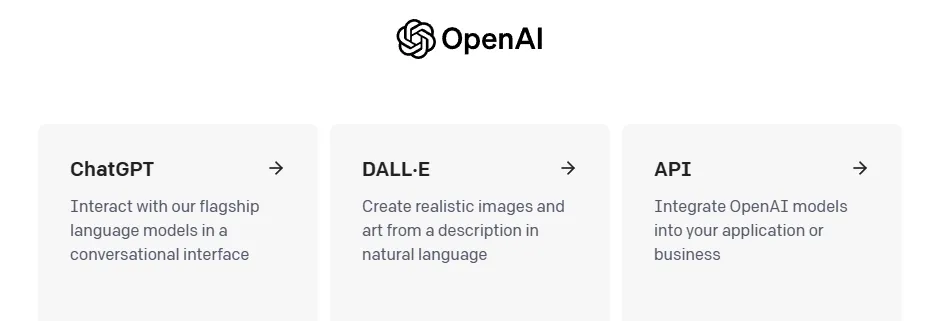 OpenAI
ChatGPT
Interact with our flagship
language models in a
conversational interface
DALL·E
Create realistic images and
art from a description in
natural language
API
Integrate OpenAI models
into your application or
business